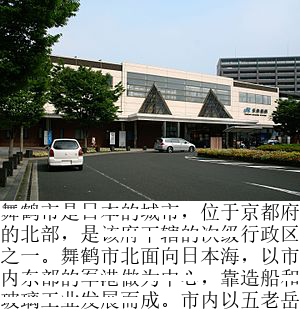 舞鹤市是日本的城市，位于京都府
的北部，是该府下辖的次级行政区
之一。舞鹤市北面向日本海，以市
内东部的军港做为中心，靠造船和
玻璃工业发展而成。市内以五老岳